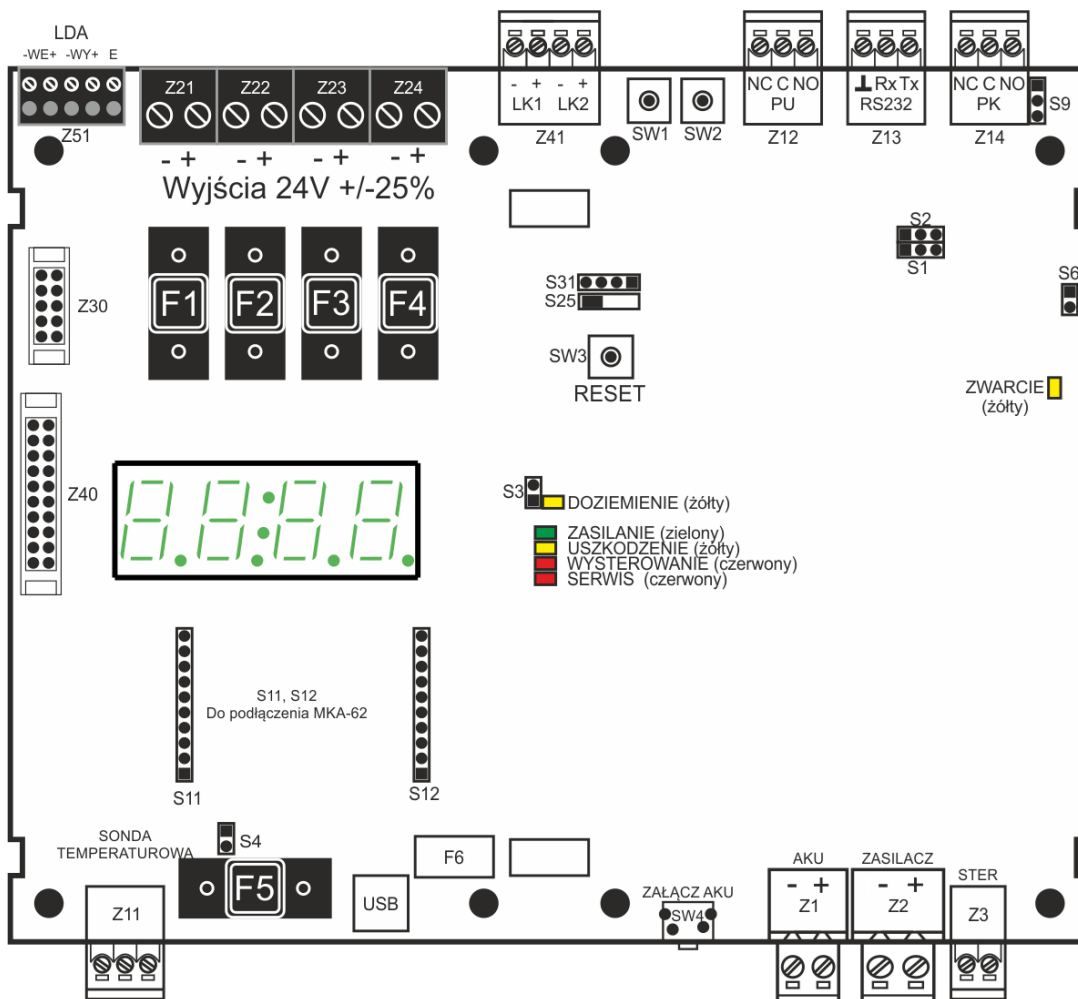 LDA
-WE+ -WY+ E
Z51
Z21 Z22 Z23 Z24
- + - + - + - +
Wyjścia 24V +/-25%
- + - +
LK1 LK2
Z41
SW1 SW2
NC C NO
PU
Z12
⊥ Rx Tx
RS232
Z13
NC C NO
PK
Z14
S9
S2
S1
S6
Z30
F1 F2 F3 F4
S31
S25
SW3
RESET
ZWARCIE
(żółty)
Z40
S3
DOZIEMIENIE (żółty)
ZASILANIE (zielony)
USZKODZENIE (żółty)
WYSTEROWANIE (czerwony)
SERWIS (czerwony)
S11, S12
Do podłączenia MKA-62
S11
S12
SONDA
TEMPERATUROWA
S4
F5
F6
USB
Z11
ZAŁĄCZ AKU
SW4
AKU
- +
Z1
ZASILACZ
- +
Z2
STER
Z3